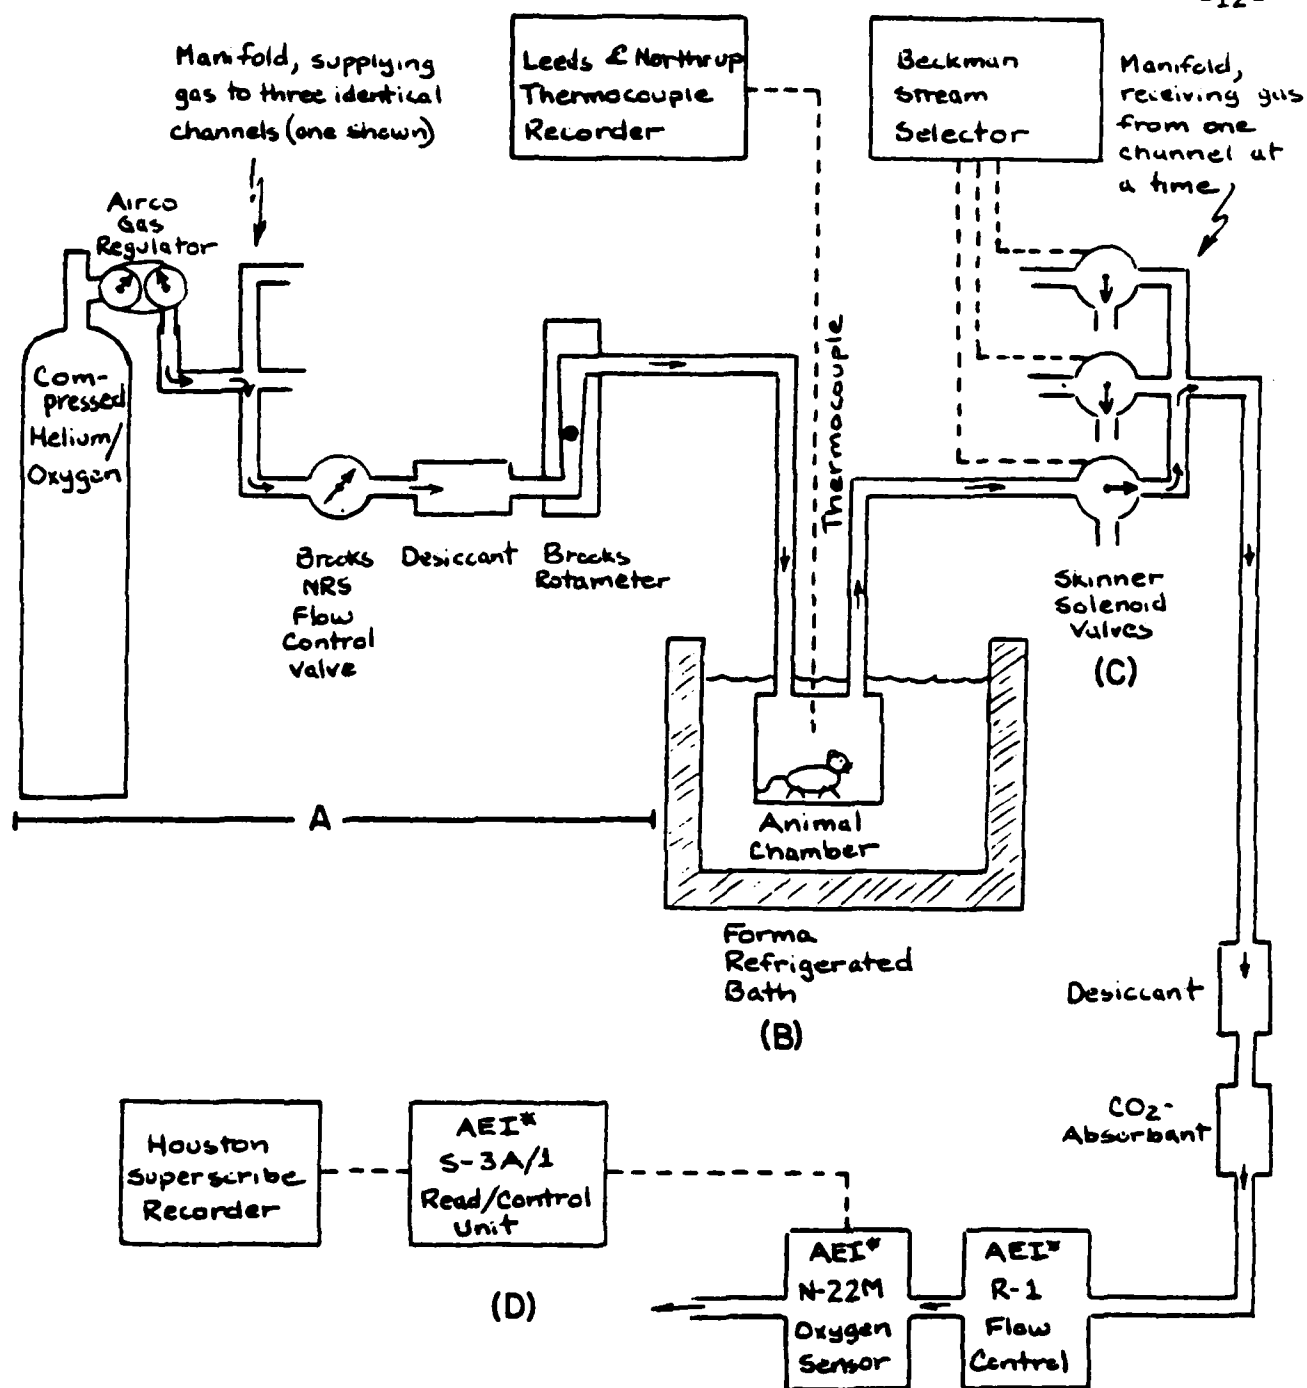 -12-
Manifold, supplying
gas to three identical
channels (one shown)
Leeds & Northrup
Thermocouple
Recorder
Beckman
Stream
Selector
Manifold,
receiving gas
from one
channel at
a time
Airco
Gas
Regulator
Com-
pressed
Helium/
Oxygen
Thermocouple
Brooks
NRS
Flow
Control
Valve
Desiccant
Brooks
Rotameter
Skinner
Solenoid
Valves
(C)
A
Animal
Chamber
Forma
Refrigerated
Bath
(B)
Desiccant
CO₂-
Absorbant
Houston
Superscribe
Recorder
AEI*
S-3A/1
Read/Control
Unit
(D)
AEI*
N-22M
Oxygen
Sensor
AEI*
R-1
Flow
Control